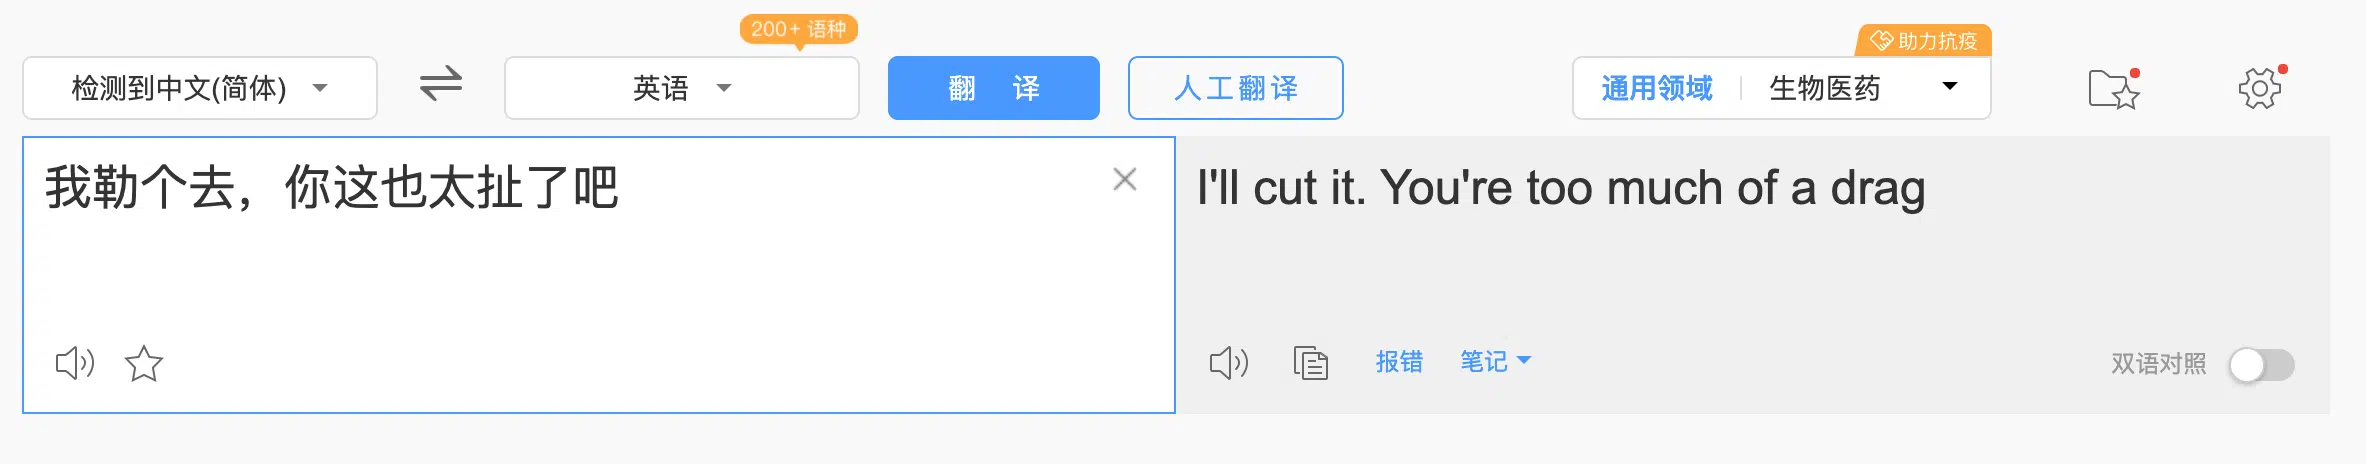 200+ 语种
助力抗疫
检测到中文(简体)
英语
翻 译
人工翻译
通用领域
生物医药
我勒个去，你这也太扯了吧
I'll cut it. You're too much of a drag
报错
笔记
双语对照